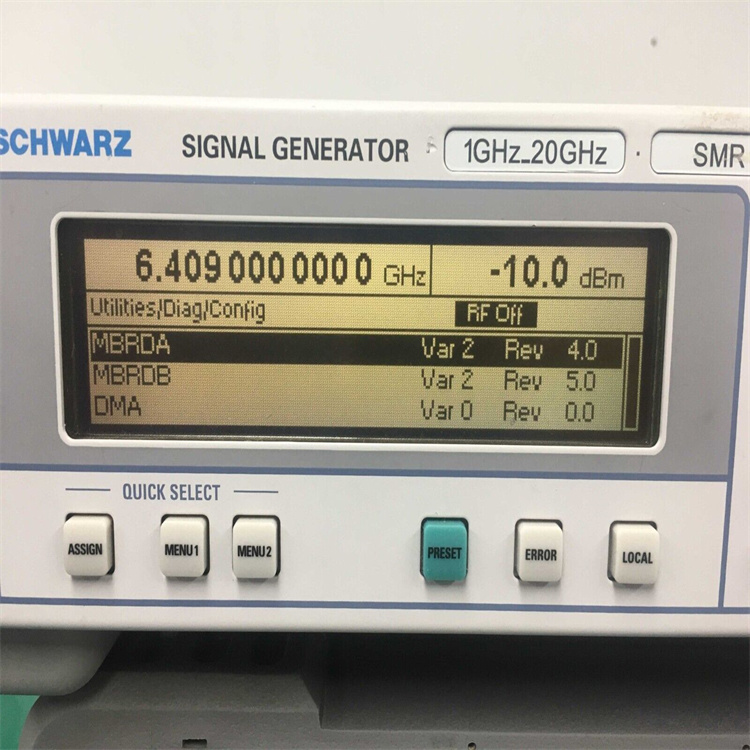 SCHWARZ SIGNAL GENERATOR 1GHz_20GHz SMR
6.409 000 000 0 GHz -10.0 dBm
Utilities/Diag/Config RF Off
MBRDA Var 2 Rev 4.0
MBRDB Var 2 Rev 5.0
DMA Var 0 Rev 0.0
QUICK SELECT
ASSIGN MENU1 MENU2 PRESET ERROR LOCAL